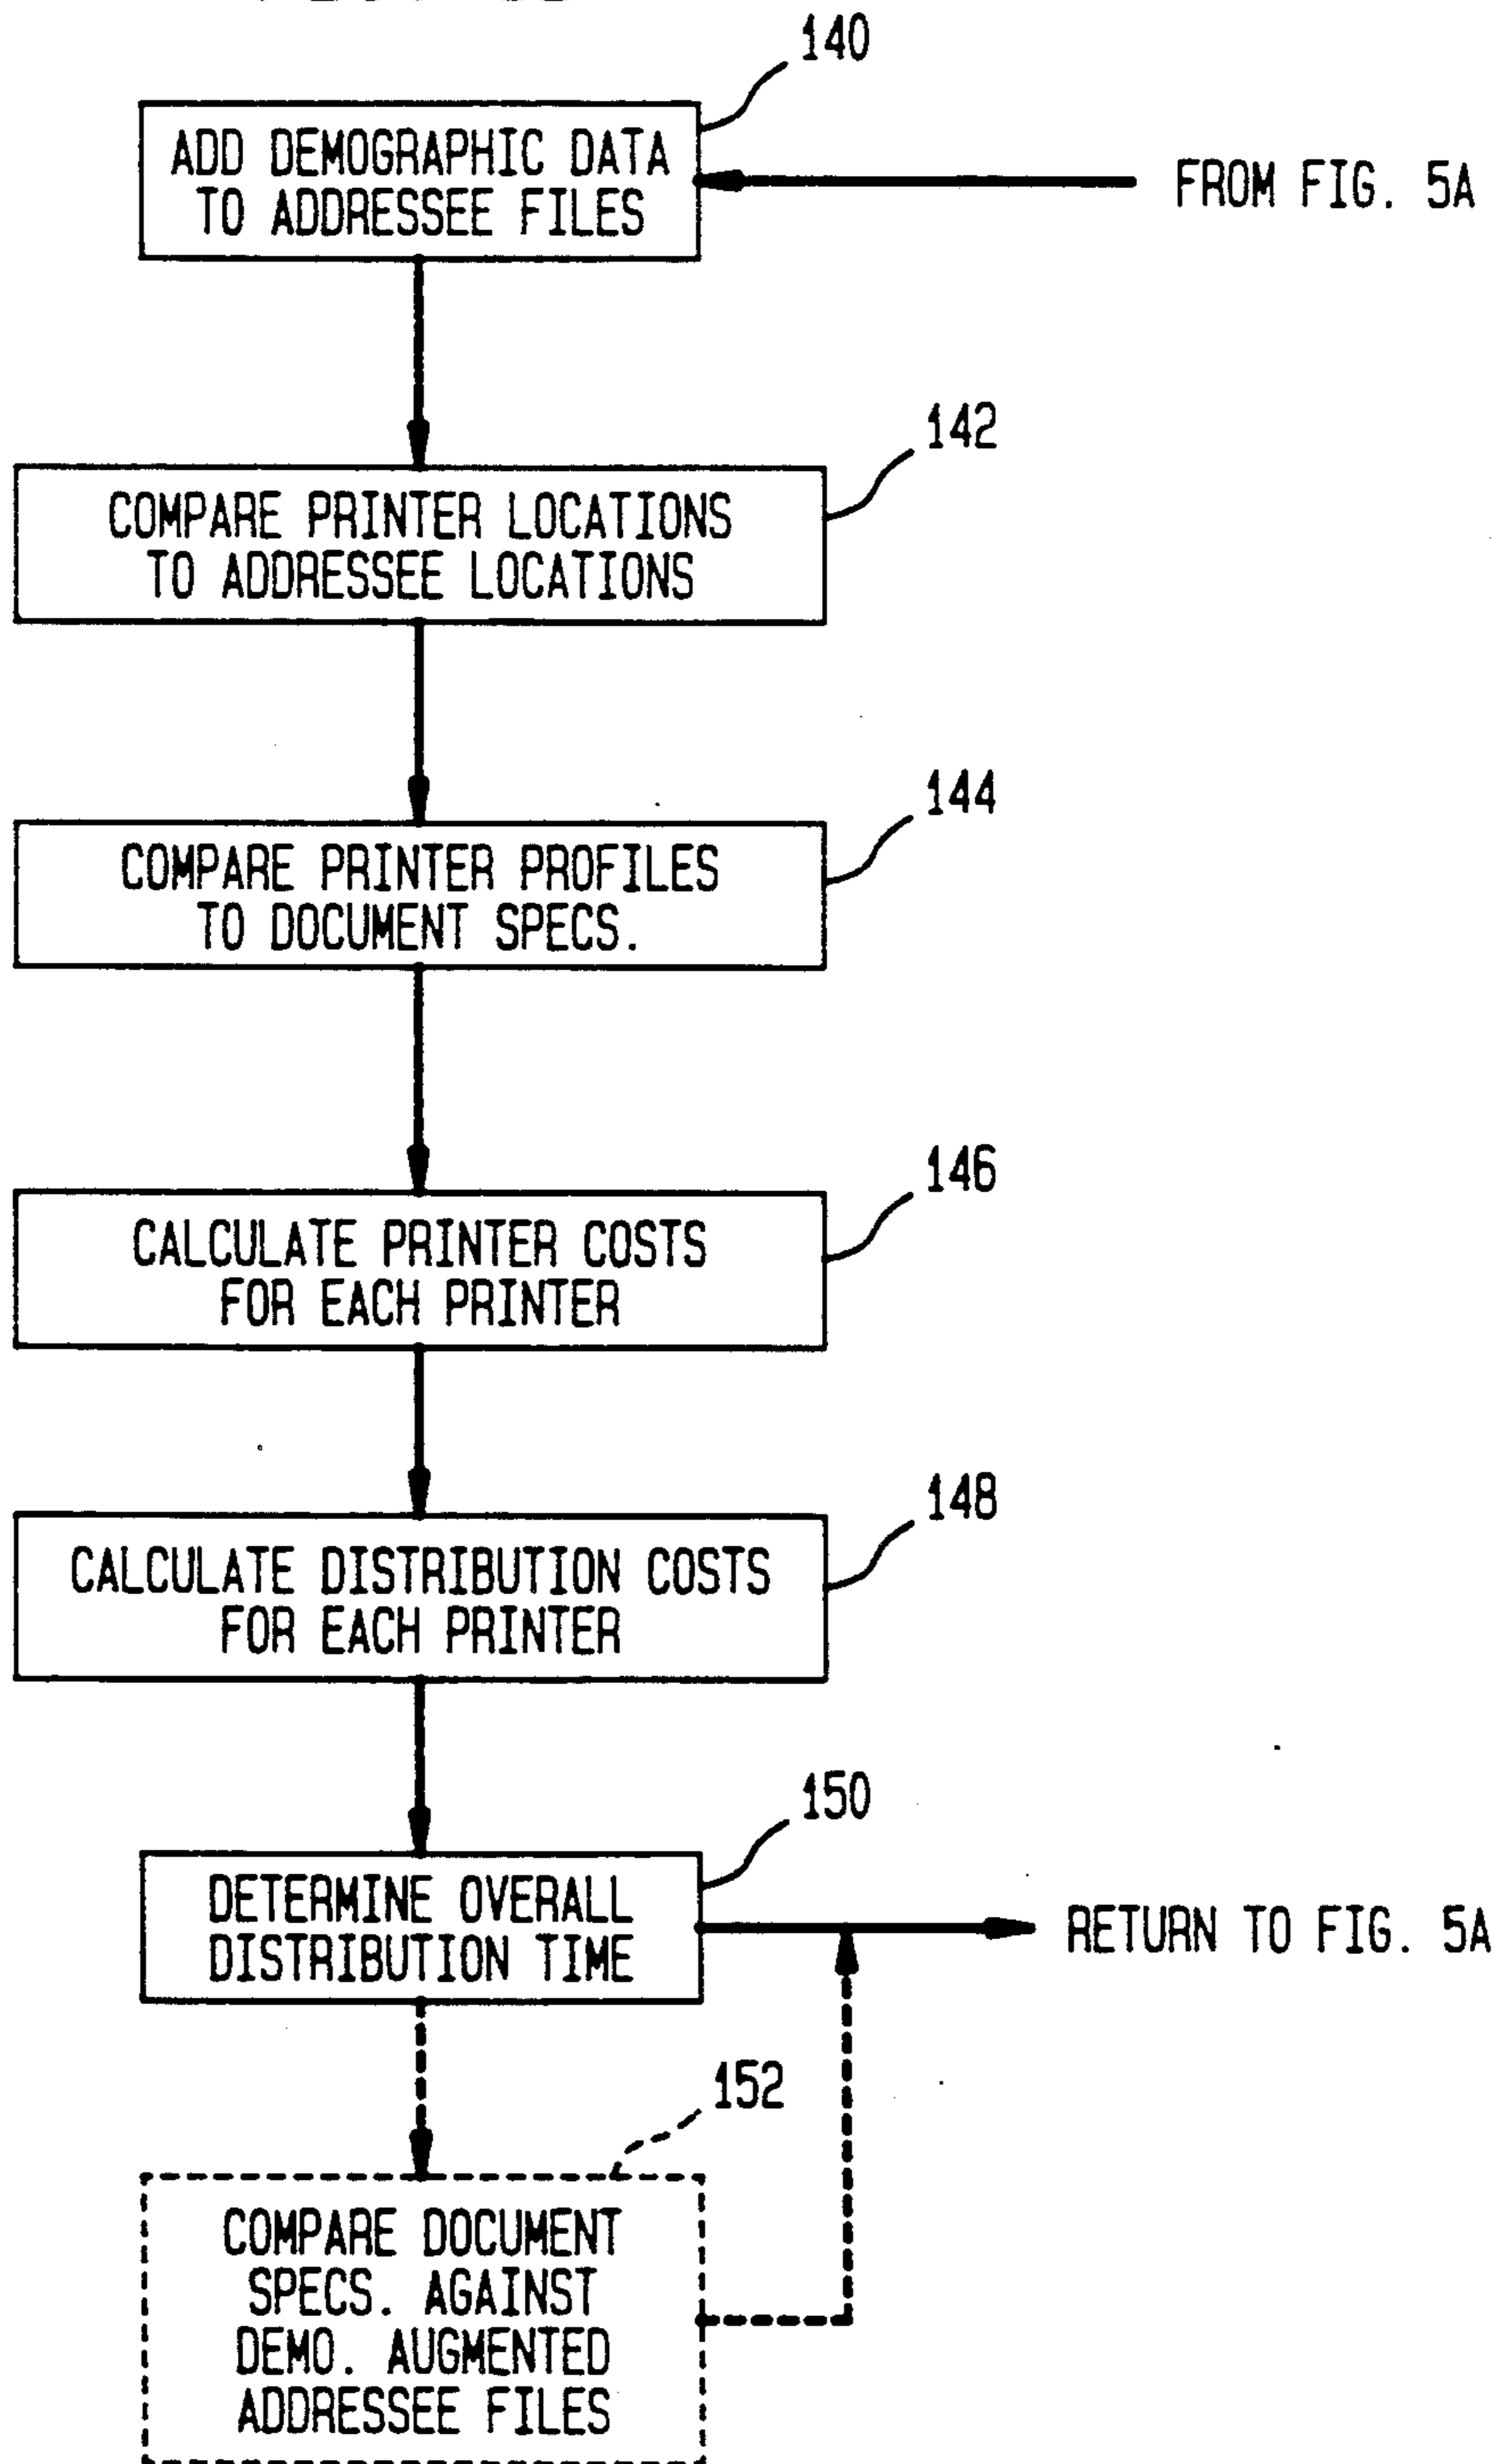 140
ADD DEMOGRAPHIC DATA
TO ADDRESSEE FILES
FROM FIG. 5A
142
COMPARE PRINTER LOCATIONS
TO ADDRESSEE LOCATIONS
144
COMPARE PRINTER PROFILES
TO DOCUMENT SPECS.
146
CALCULATE PRINTER COSTS
FOR EACH PRINTER
148
CALCULATE DISTRIBUTION COSTS
FOR EACH PRINTER
150
DETERMINE OVERALL
DISTRIBUTION TIME
RETURN TO FIG. 5A
152
COMPARE DOCUMENT
SPECS. AGAINST
DEMO. AUGMENTED
ADDRESSEE FILES